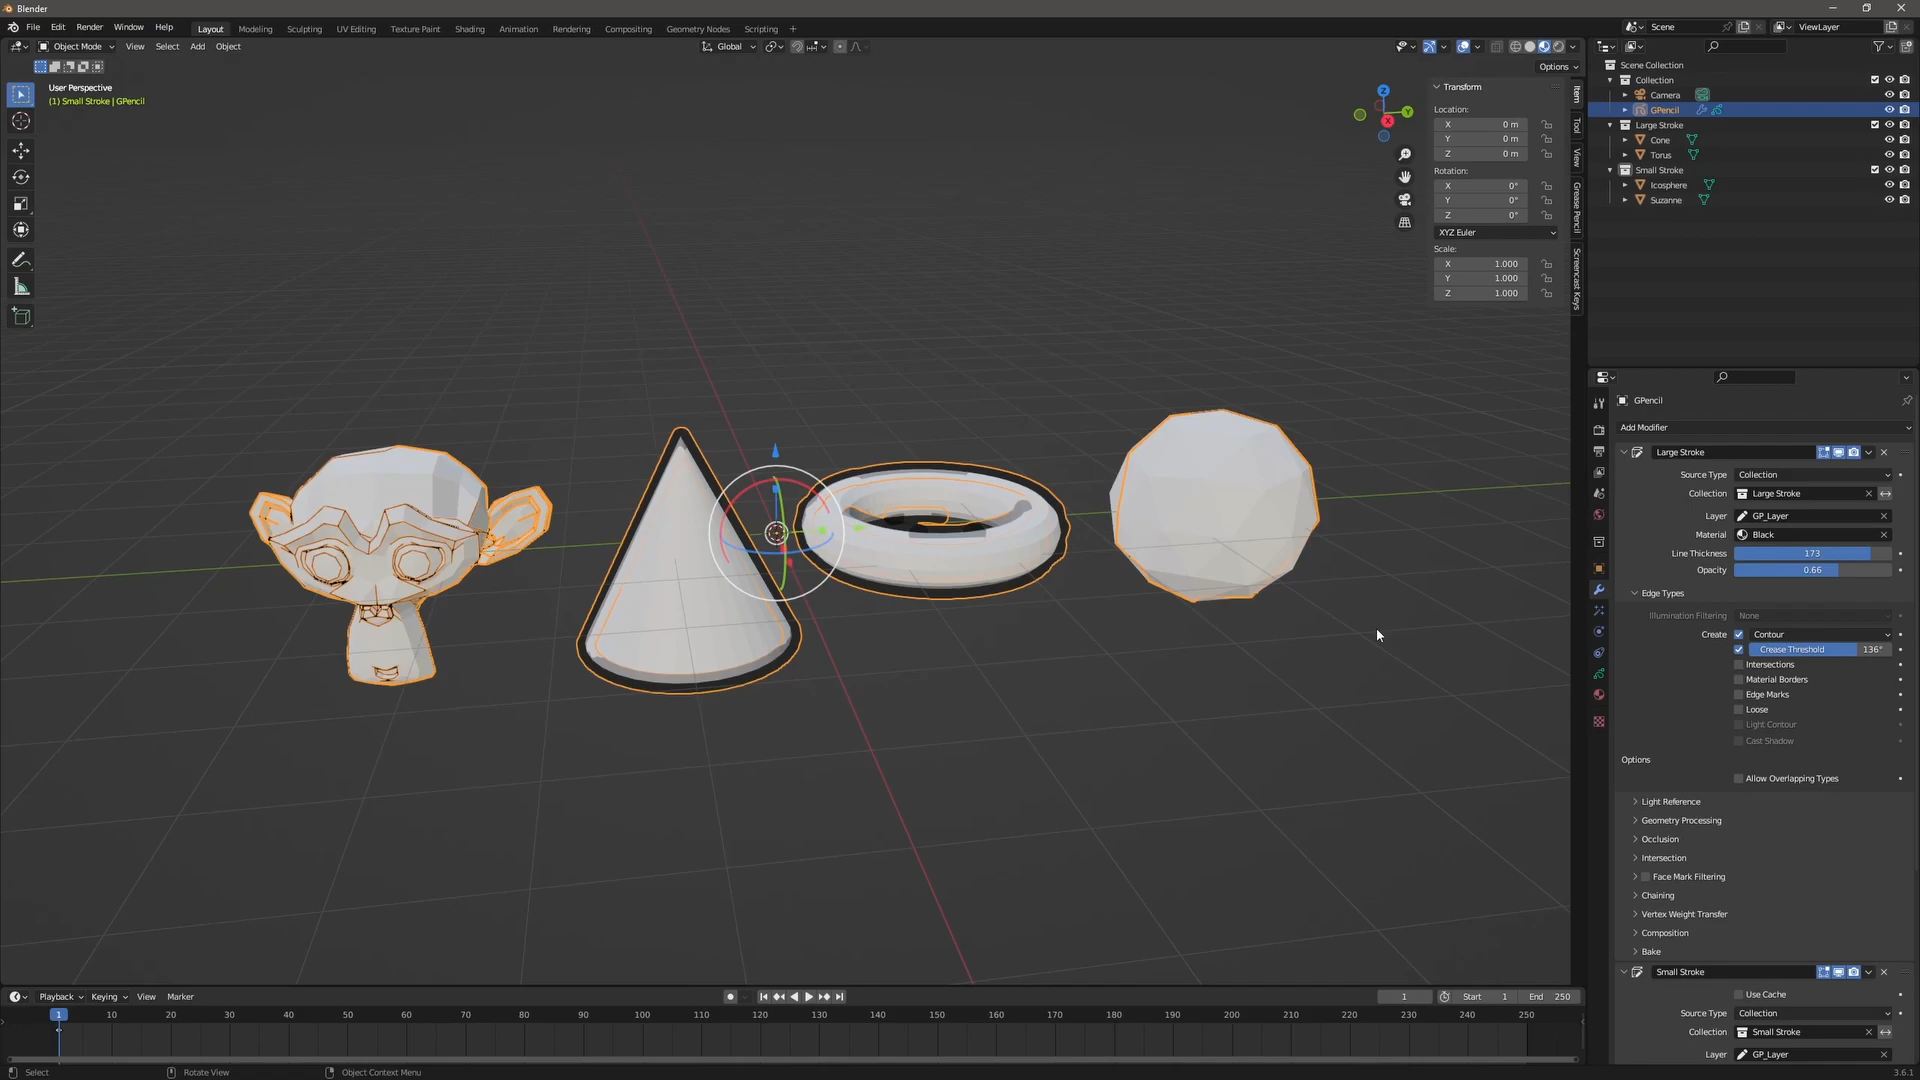 Blender
File Edit Render Window Help
Layout Modeling Sculpting UV Editing Texture Paint Shading Animation Rendering Compositing Geometry Nodes Scripting +
Scene
ViewLayer
Object Mode View Select Add Object
Global
Options
User Perspective
(1) Small Stroke | GPencil
Z
Y
X
Transform
Location:
X 0 m
Y 0 m
Z 0 m
Rotation:
X 0°
Y 0°
Z 0°
XYZ Euler
Scale:
X 1.000
Y 1.000
Z 1.000
Item
Tool
View
Grease Pencil
Screencast Keys
Scene Collection
Collection
Camera
GPencil
Large Stroke
Cone
Torus
Small Stroke
Icosphere
Suzanne
GPencil
Add Modifier
Large Stroke
Source Type Collection
Collection Large Stroke
Layer GP_Layer
Material Black
Line Thickness 173
Opacity 0.66
Edge Types
Illumination Filtering None
Create Contour
Crease Threshold 136°
Intersections
Material Borders
Edge Marks
Loose
Light Contour
Cast Shadow
Options
Allow Overlapping Types
Light Reference
Geometry Processing
Occlusion
Intersection
Face Mark Filtering
Chaining
Vertex Weight Transfer
Composition
Bake
Small Stroke
Use Cache
Source Type Collection
Collection Small Stroke
Layer GP_Layer
Playback Keying View Marker
1 Start 1 End 250
1 10 20 30 40 50 60 70 80 90 100 110 120 130 140 150 160 170 180 190 200 210 220 230 240 250
Select Rotate View Object Context Menu
3.6.1